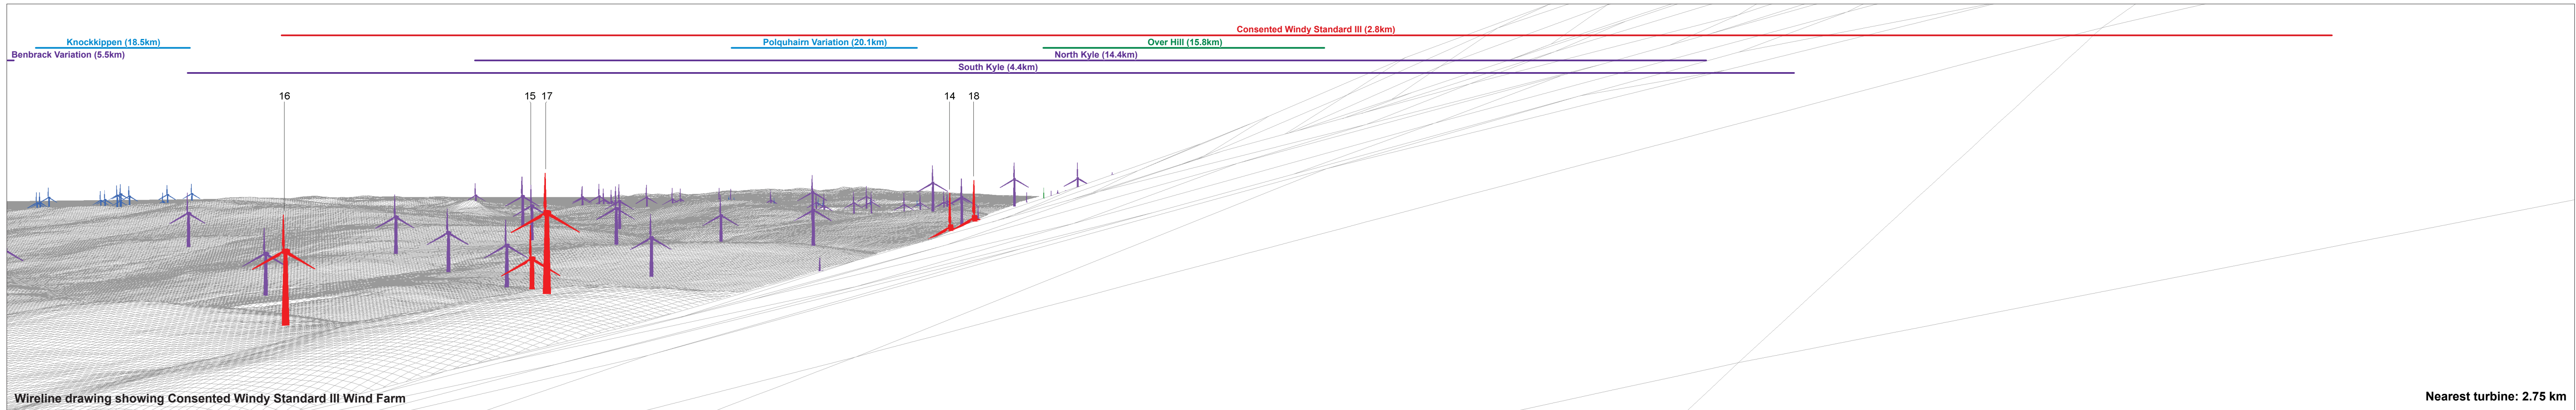 Consented Windy Standard III (2.8km)
Knockkippen (18.5km)
Polquhairn Variation (20.1km)
Over Hill (15.8km)
Benbrack Variation (5.5km)
North Kyle (14.4km)
South Kyle (4.4km)
16
15
17
14
18
Wireline drawing showing Consented Windy Standard III Wind Farm
Nearest turbine: 2.75 km